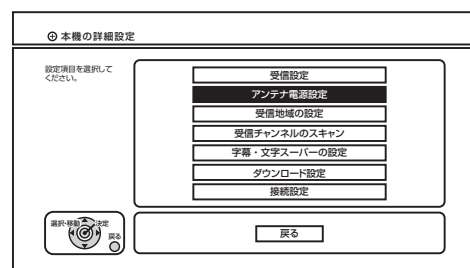 本機の詳細設定
設定項目を選択して
ください。
受信設定
アンテナ電源設定
受信地域の設定
受信チャンネルのスキャン
字幕・文字スーパーの設定
ダウンロード設定
接続設定
選択・移動 決定
戻る
戻る